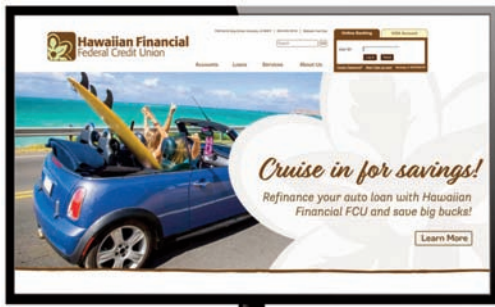 Hawaiian Financial
Federal Credit Union
Online Banking
Accounts Loans Services About Us
Cruise in for savings!
Refinance your auto loan with Hawaiian
Financial FCU and save big bucks!
Learn More